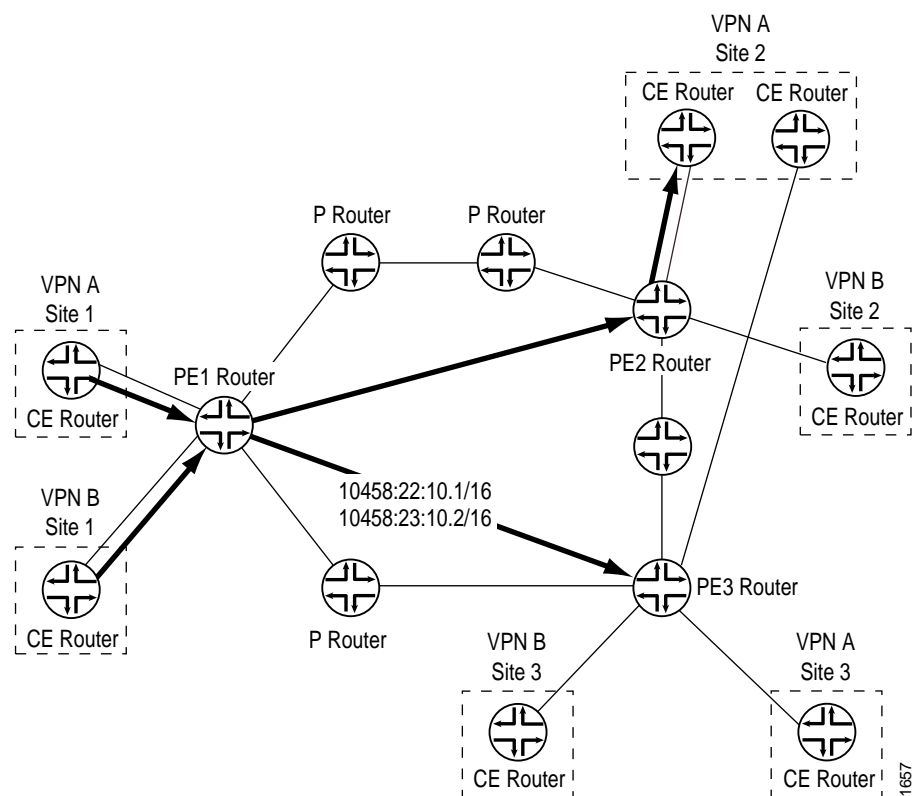 VPN A
Site 2
CE Router
CE Router
P Router
P Router
VPN A
Site 1
VPN B
Site 2
PE1 Router
PE2 Router
CE Router
CE Router
10458:22:10.1/16
10458:23:10.2/16
VPN B
Site 1
PE3 Router
CE Router
P Router
VPN B
Site 3
VPN A
Site 3
CE Router
CE Router
1657